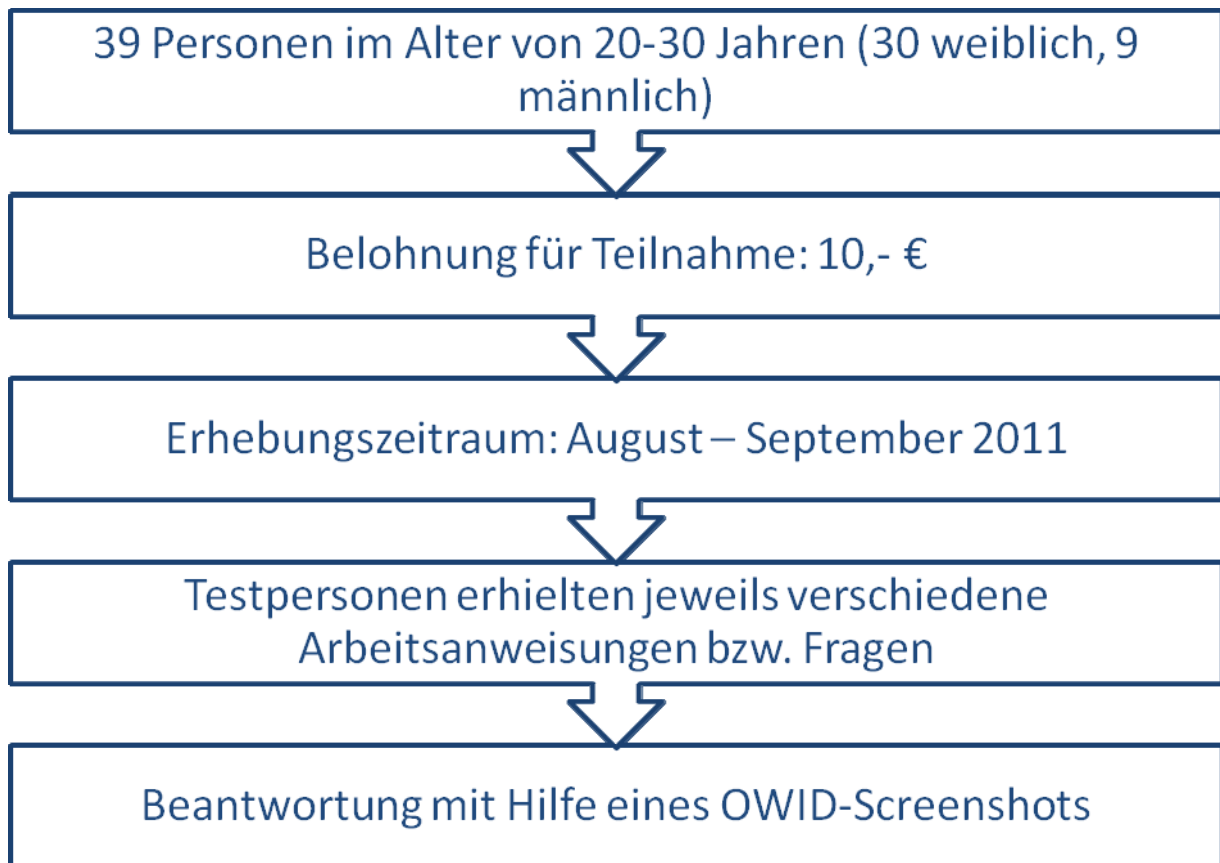 39 Personen im Alter von 20-30 Jahren (30 weiblich, 9
männlich)
Belohnung für Teilnahme: 10,- €
Erhebungszeitraum: August – September 2011
Testpersonen erhielten jeweils verschiedene
Arbeitsanweisungen bzw. Fragen
Beantwortung mit Hilfe eines OWID-Screenshots